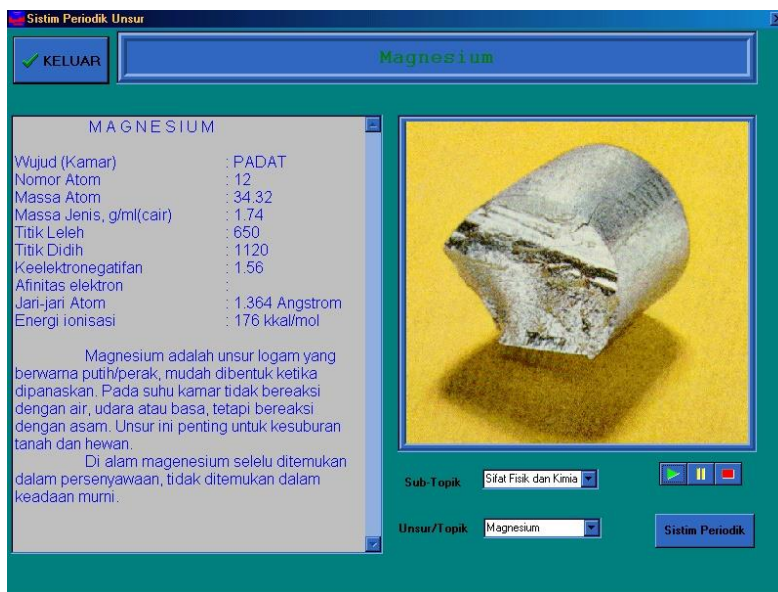 Sistim Periodik Unsur
KELUAR
Magnesium
MAGNESIUM
Wujud (Kamar) : PADAT
Nomor Atom : 12
Massa Atom : 34.32
Massa Jenis, g/ml(cair) : 1.74
Titik Leleh : 650
Titik Didih : 1120
Keelektronegatifan : 1.56
Afinitas elektron :
Jari-jari Atom : 1.364 Angstrom
Energi ionisasi : 176 kkal/mol
Magnesium adalah unsur logam yang
berwarna putih/perak, mudah dibentuk ketika
dipanaskan. Pada suhu kamar tidak bereaksi
dengan air, udara atau basa, tetapi bereaksi
dengan asam. Unsur ini penting untuk kesuburan
tanah dan hewan.
Di alam magenesium selelu ditemukan
dalam persenyawaan, tidak ditemukan dalam
keadaan murni.
Sub-Topik Sifat Fisik dan Kimia
Unsur/Topik Magnesium
Sistim Periodik